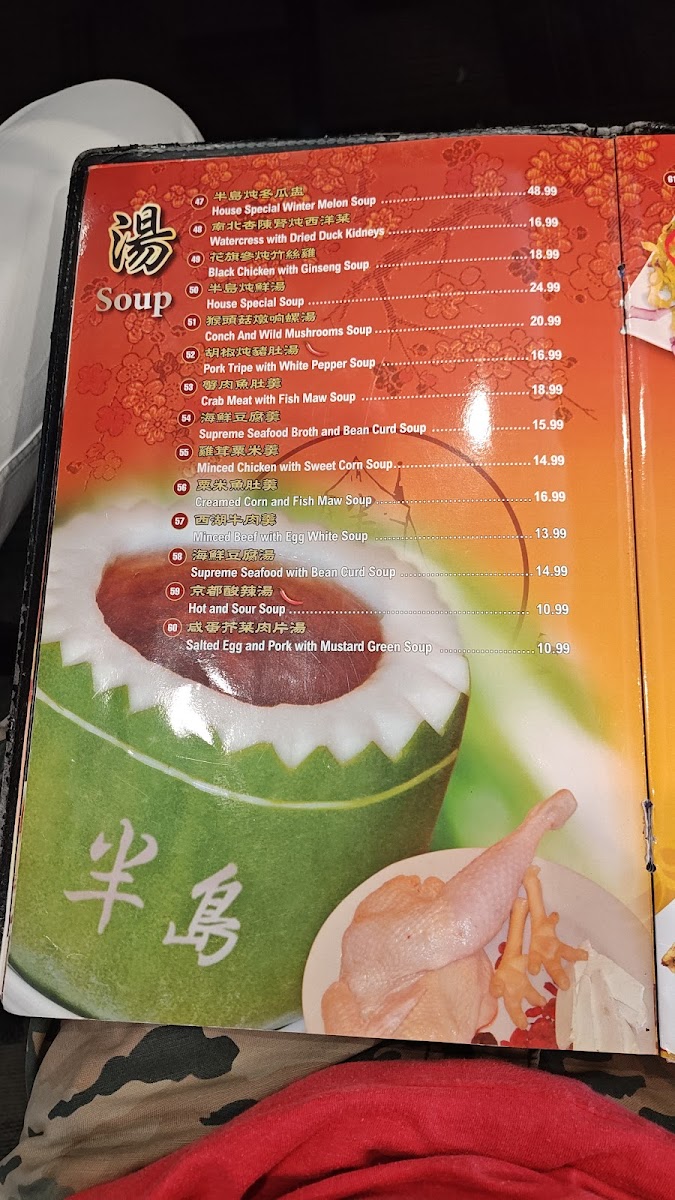 湯
Soup
47 半島炖冬瓜盅
House Special Winter Melon Soup ........ 48.99
48 南北杏陳腎炖西洋菜
Watercress with Dried Duck Kidneys ........ 16.99
49 花旗參炖竹絲雞
Black Chicken with Ginseng Soup ........ 18.99
50 半島炖鮮湯
House Special Soup ........ 24.99
51 猴頭菇燉响螺湯
Conch And Wild Mushrooms Soup ........ 20.99
52 胡椒炖豬肚湯
Pork Tripe with White Pepper Soup ........ 16.99
53 蟹肉魚肚羹
Crab Meat with Fish Maw Soup ........ 18.99
54 海鮮豆腐羹
Supreme Seafood Broth and Bean Curd Soup ........ 15.99
55 雞茸粟米羹
Minced Chicken with Sweet Corn Soup ........ 14.99
56 粟米魚肚羹
Creamed Corn and Fish Maw Soup ........ 16.99
57 西湖牛肉羹
Minced Beef with Egg White Soup ........ 13.99
58 海鮮豆腐湯
Supreme Seafood with Bean Curd Soup ........ 14.99
59 京都酸辣湯
Hot and Sour Soup ........ 10.99
60 咸蛋芥菜肉片湯
Salted Egg and Pork with Mustard Green Soup ........ 10.99
半島
61